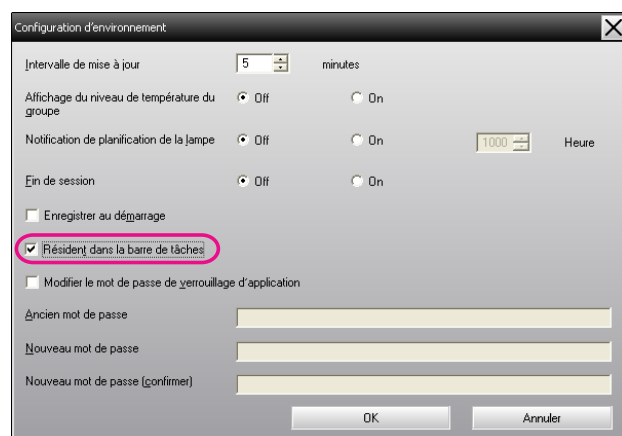 Configuration d'environnement
Intervalle de mise à jour 5 minutes
Affichage du niveau de température du groupe Off On
Notification de planification de la lampe Off On 1000 Heure
Fin de session Off On
Enregistrer au démarrage
Résident dans la barre de tâches
Modifier le mot de passe de verrouillage d'application
Ancien mot de passe
Nouveau mot de passe
Nouveau mot de passe (confirmer)
OK Annuler